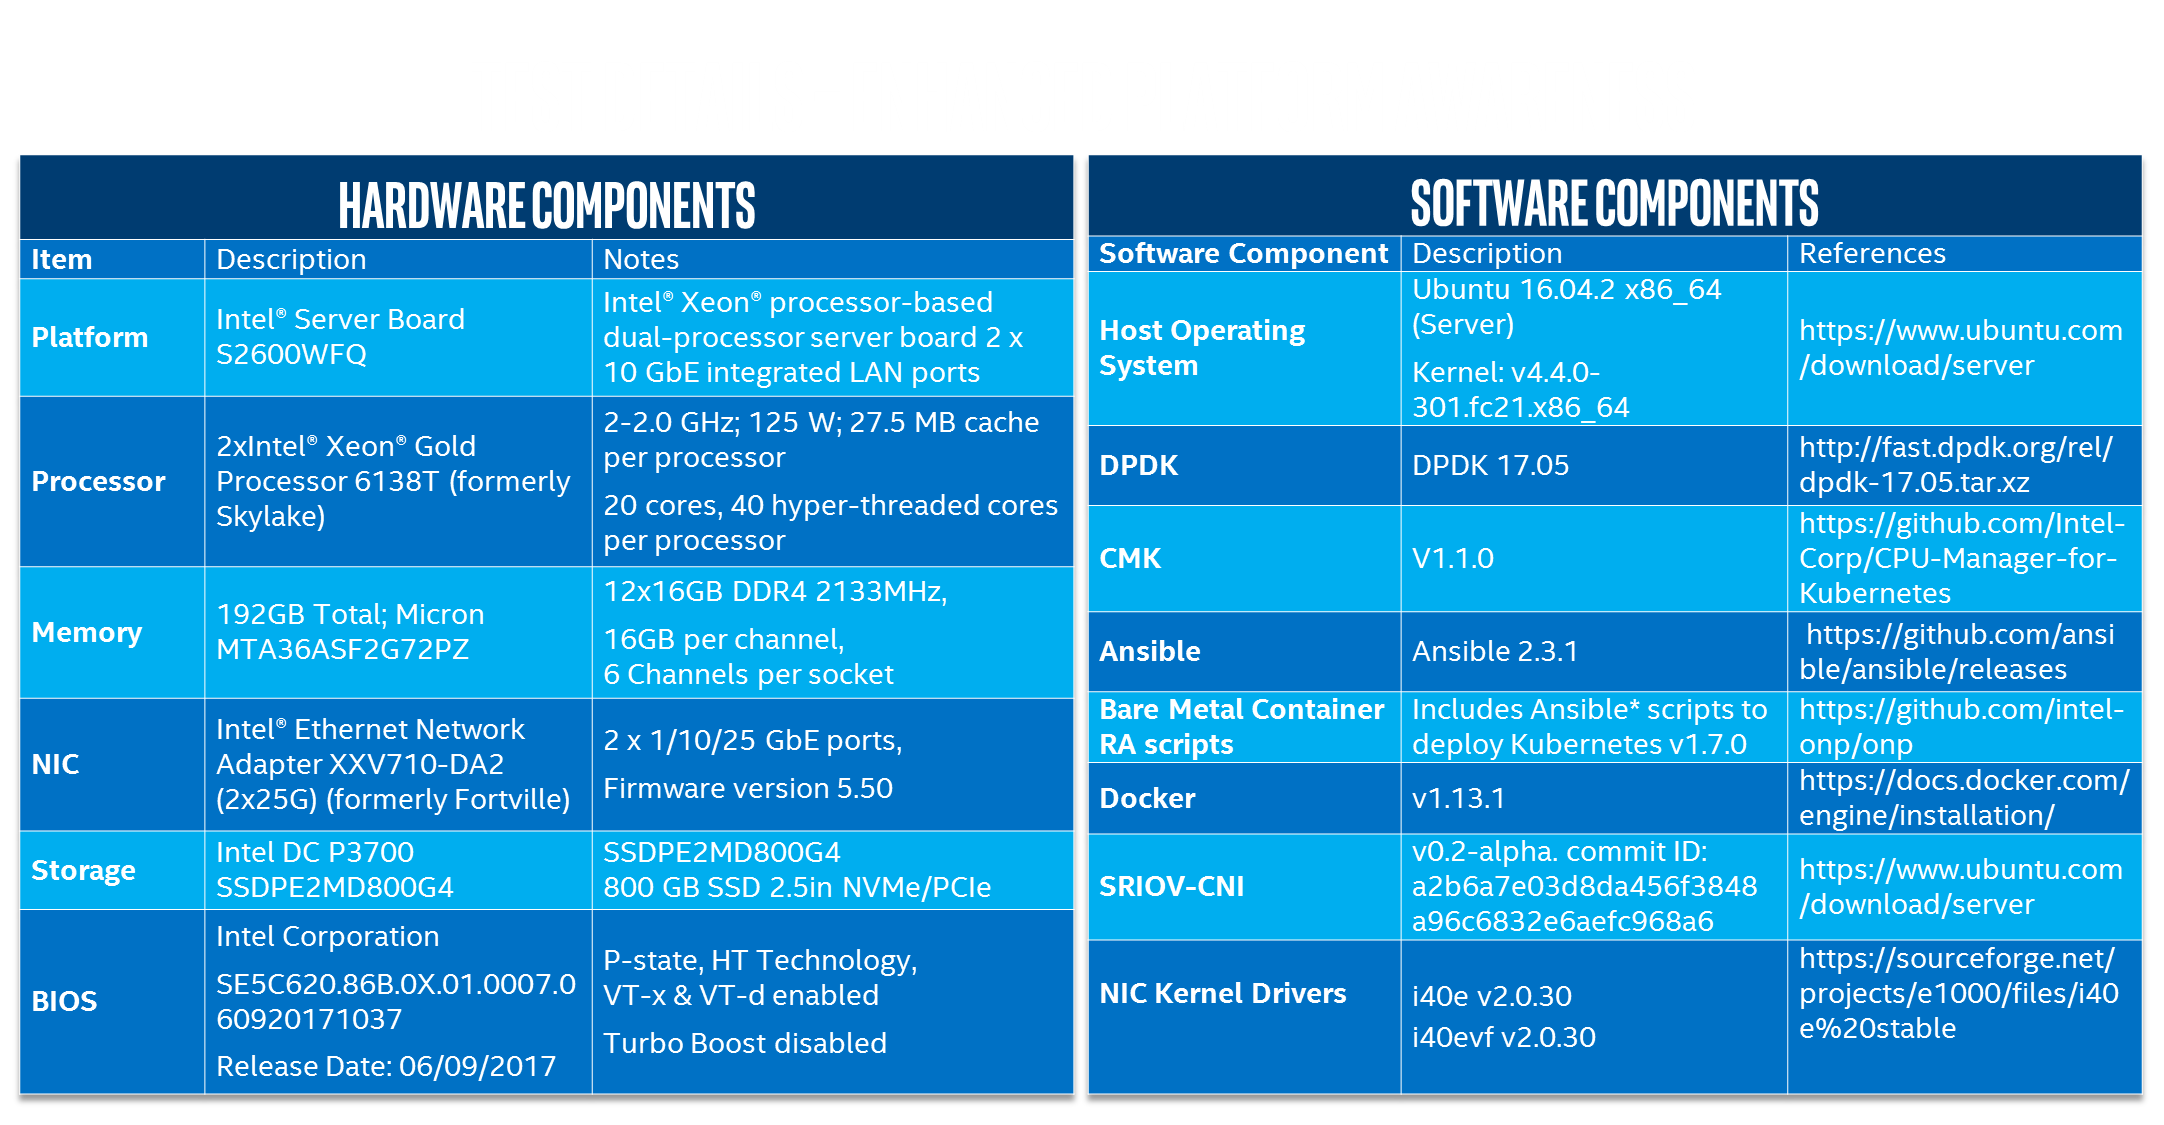 HARDWARE COMPONENTS
Item Description Notes
Platform
Intel® Server Board
S2600WFQ
Intel® Xeon® processor-based
dual-processor server board 2 x
10 GbE integrated LAN ports
Processor
2xIntel® Xeon® Gold
Processor 6138T (formerly
Skylake)
2-2.0 GHz; 125 W; 27.5 MB cache
per processor
20 cores, 40 hyper-threaded cores
per processor
Memory
192GB Total; Micron
MTA36ASF2G72PZ
12x16GB DDR4 2133MHz,
16GB per channel,
6 Channels per socket
NIC
Intel® Ethernet Network
Adapter XXV710-DA2
(2x25G) (formerly Fortville)
2 x 1/10/25 GbE ports,
Firmware version 5.50
Storage
Intel DC P3700
SSDPE2MD800G4
SSDPE2MD800G4
800 GB SSD 2.5in NVMe/PCIe
BIOS
Intel Corporation
SE5C620.86B.0X.01.0007.0
60920171037
Release Date: 06/09/2017
P-state, HT Technology,
VT-x & VT-d enabled
Turbo Boost disabled
SOFTWARE COMPONENTS
Software Component Description References
Host Operating
System
Ubuntu 16.04.2 x86_64
(Server)
Kernel: v4.4.0-
301.fc21.x86_64
https://www.ubuntu.com
/download/server
DPDK
DPDK 17.05
http://fast.dpdk.org/rel/
dpdk-17.05.tar.xz
CMK
V1.1.0
https://github.com/Intel-
Corp/CPU-Manager-for-
Kubernetes
Ansible
Ansible 2.3.1
https://github.com/ansi
ble/ansible/releases
Bare Metal Container
RA scripts
Includes Ansible* scripts to
deploy Kubernetes v1.7.0
https://github.com/intel-
onp/onp
Docker
v1.13.1
https://docs.docker.com/
engine/installation/
SRIOV-CNI
v0.2-alpha. commit ID:
a2b6a7e03d8da456f3848
a96c6832e6aefc968a6
https://www.ubuntu.com
/download/server
NIC Kernel Drivers
i40e v2.0.30
i40evf v2.0.30
https://sourceforge.net/
projects/e1000/files/i40
e%20stable